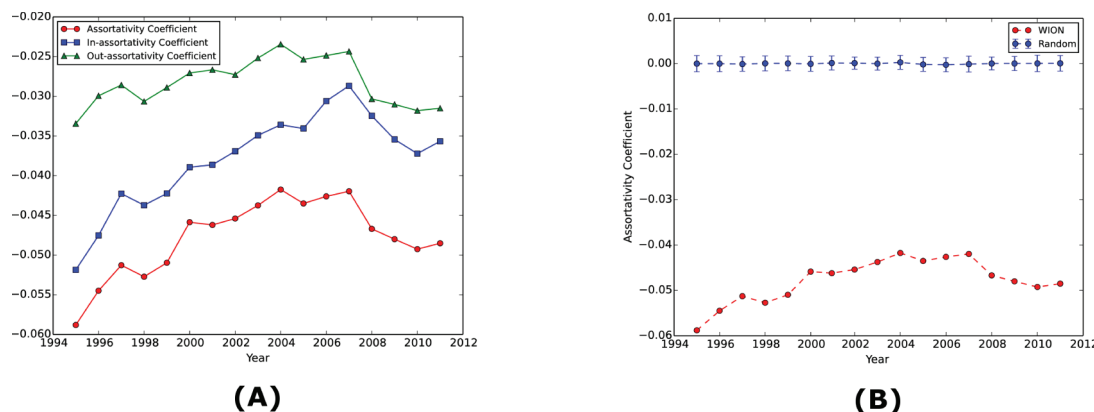 −0.020
−0.025
−0.030
−0.035
−0.040
−0.045
−0.050
−0.055
−0.060
Assortativity Coefficient
In-assortativity Coefficient
Out-assortativity Coefficient
1994 1996 1998 2000 2002 2004 2006 2008 2010 2012
Year
(A)
0.01
0.00
−0.01
−0.02
−0.03
−0.04
−0.05
−0.06
Assortativity Coefficient
WION
Random
1994 1996 1998 2000 2002 2004 2006 2008 2010 2012
Year
(B)